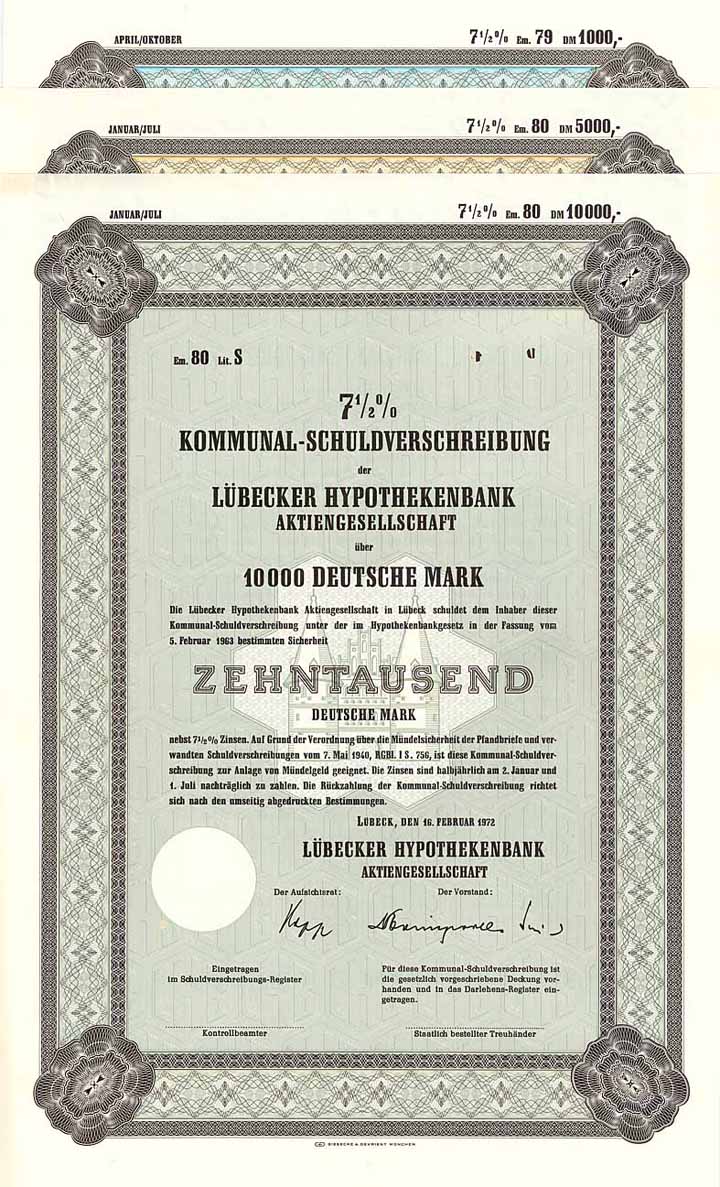 APRIL/OKTOBER 7½% Em. 79 DM 1000,-
JANUAR/JULI 7½% Em. 80 DM 5000,-
JANUAR/JULI 7½% Em. 80 DM 10000,-
Em. 80 Lit. S
7½%
KOMMUNAL-SCHULDVERSCHREIBUNG
der
LÜBECKER HYPOTHEKENBANK
AKTIENGESELLSCHAFT
über
10000 DEUTSCHE MARK
Die Lübecker Hypothekenbank Aktiengesellschaft in Lübeck schuldet dem Inhaber dieser
Kommunal-Schuldverschreibung unter der im Hypothekenbankgesetz in der Fassung vom
5. Februar 1963 bestimmten Sicherheit
ZEHNTAUSEND
DEUTSCHE MARK
nebst 7½% Zinsen. Auf Grund der Verordnung über die Mündelsicherheit der Pfandbriefe und ver-
wandten Schuldverschreibungen vom 7. Mai 1940, RGBl. I S. 756, ist diese Kommunal-Schuldver-
schreibung zur Anlage von Mündelgeld geeignet. Die Zinsen sind halbjährlich am 2. Januar und
1. Juli nachträglich zu zahlen. Die Rückzahlung der Kommunal-Schuldverschreibung richtet
sich nach den umseitig abgedruckten Bestimmungen.
LÜBECK, DEN 16. FEBRUAR 1972
LÜBECKER HYPOTHEKENBANK
AKTIENGESELLSCHAFT
Der Aufsichtsrat: Der Vorstand:
Eingetragen
im Schuldverschreibungs-Register
Für diese Kommunal-Schuldverschreibung ist
die gesetzlich vorgeschriebene Deckung vor-
handen und in das Darlehens-Register ein-
getragen.
Kontrollbeamter
Staatlich bestellter Treuhänder
GIESECKE & DEVRIENT MÜNCHEN